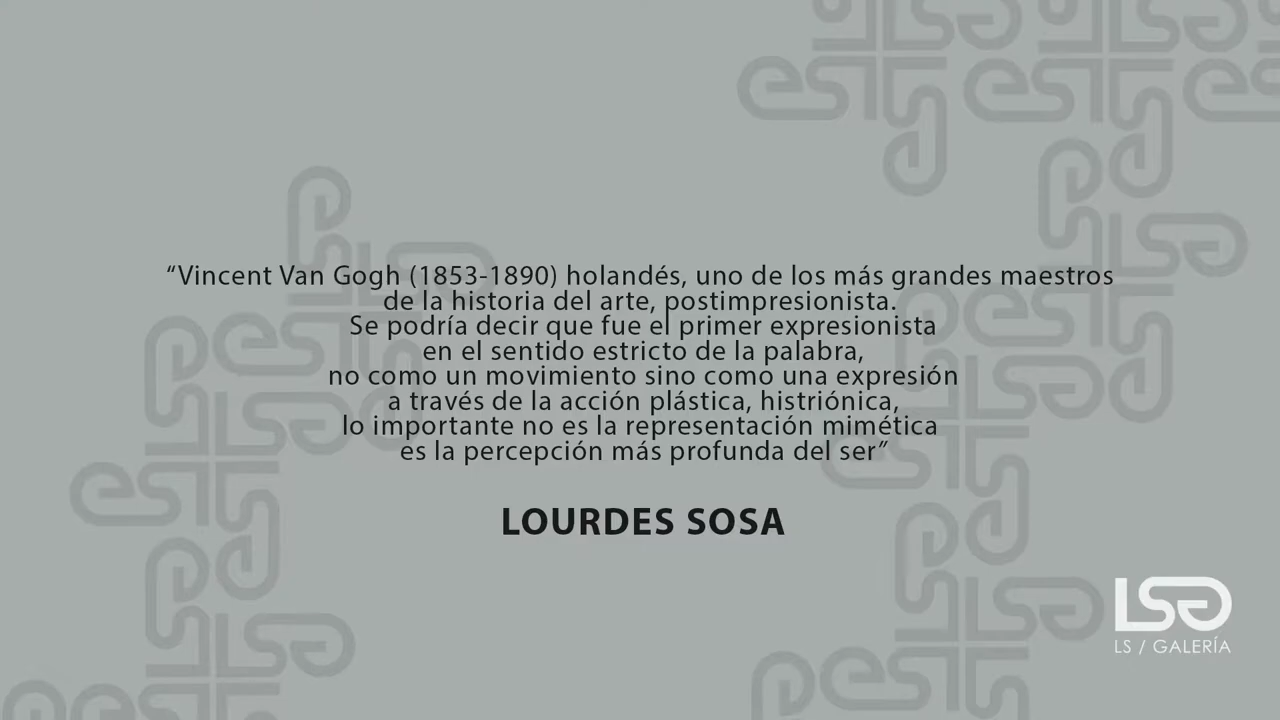 “Vincent Van Gogh (1853-1890) holandés, uno de los más grandes maestros
de la historia del arte, postimpresionista.
Se podría decir que fue el primer expresionista
en el sentido estricto de la palabra,
no como un movimiento sino como una expresión
a través de la acción plástica, histriónica,
lo importante no es la representación mimética
es la percepción más profunda del ser”
LOURDES SOSA
LSG
LS / GALERÍA